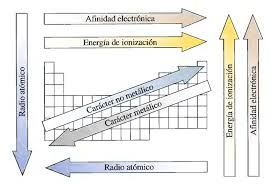 Afinidad electrónica
Energía de ionización
Radio atómico
Carácter no metálico
Carácter metálico
Energía de ionización
Afinidad electrónica
Radio atómico